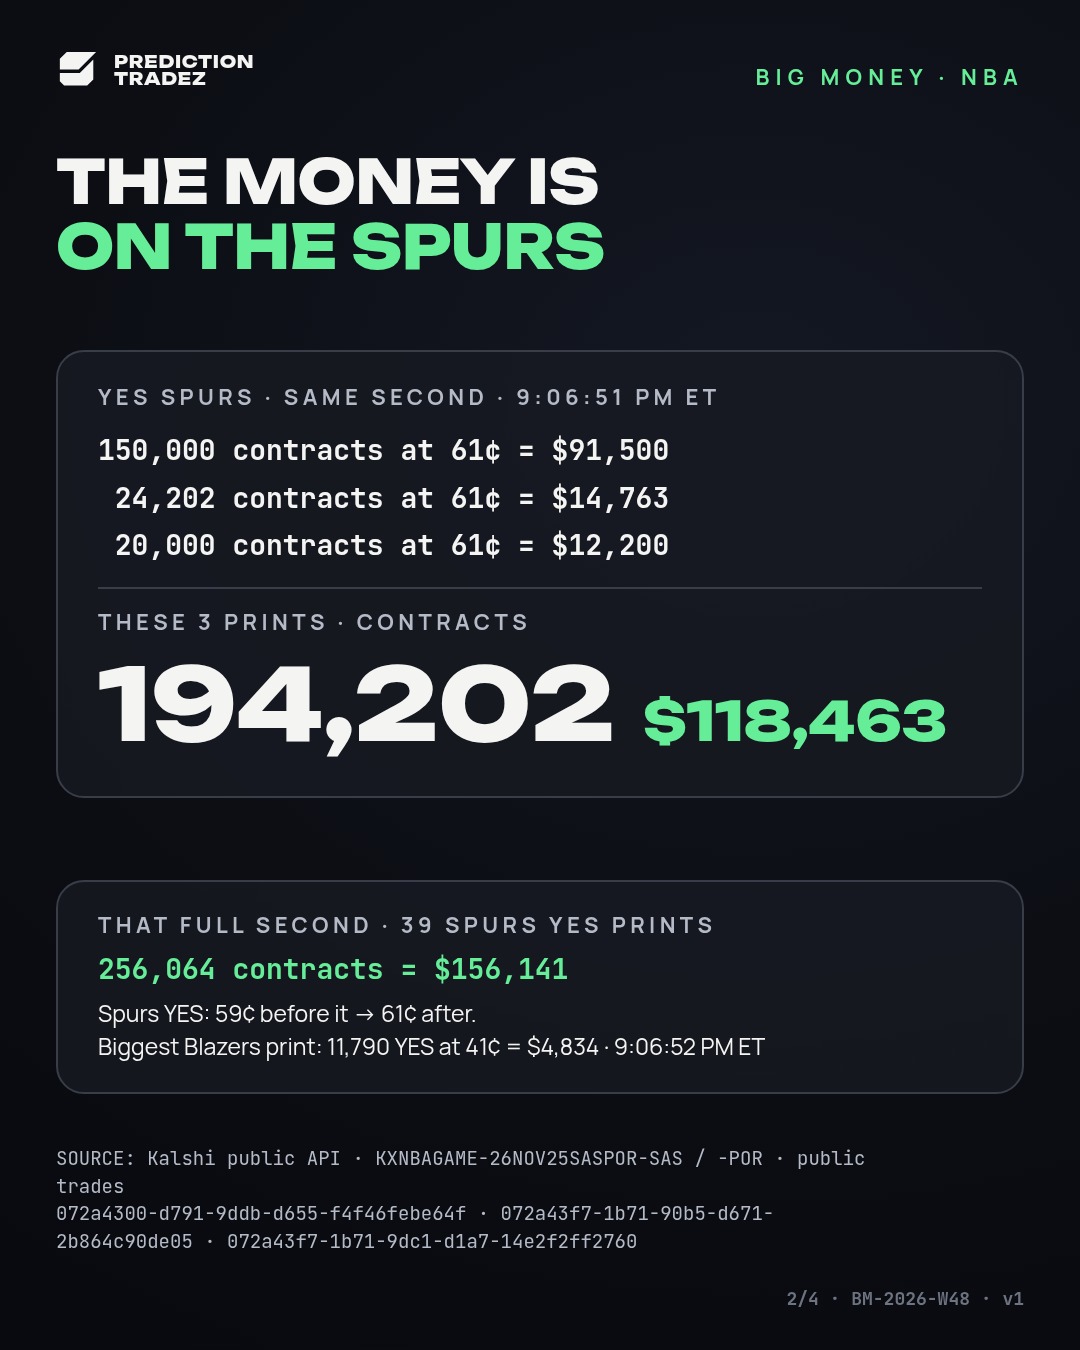 PREDICTION
TRADEZ
BIG MONEY · NBA
THE MONEY IS
ON THE SPURS
YES SPURS · SAME SECOND · 9:06:51 PM ET
150,000 contracts at 61¢ = $91,500
24,202 contracts at 61¢ = $14,763
20,000 contracts at 61¢ = $12,200
THESE 3 PRINTS · CONTRACTS
194,202 $118,463
THAT FULL SECOND · 39 SPURS YES PRINTS
256,064 contracts = $156,141
Spurs YES: 59¢ before it → 61¢ after.
Biggest Blazers print: 11,790 YES at 41¢ = $4,834 · 9:06:52 PM ET
SOURCE: Kalshi public API · KXNBAGAME-26NOV25SASPOR-SAS / -POR · public
trades
072a4300-d791-9ddb-d655-f4f46febe64f · 072a43f7-1b71-90b5-d671-
2b864c90de05 · 072a43f7-1b71-9dc1-d1a7-14e2f2ff2760
2/4 · BM-2026-W48 · v1